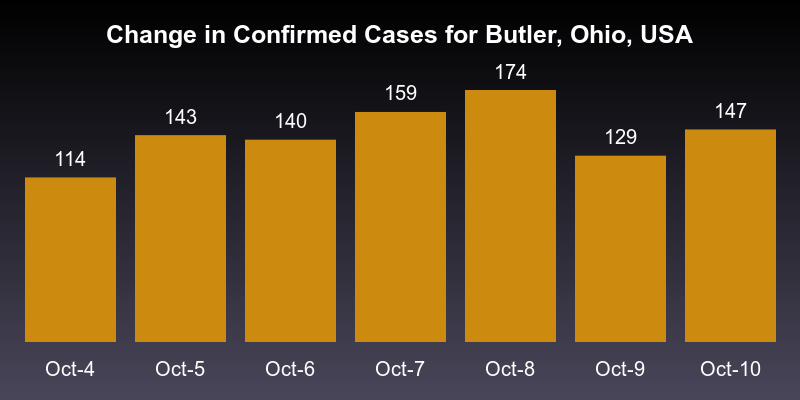 Change in Confirmed Cases for Butler, Ohio, USA
114
143
140
159
174
129
147
Oct-4
Oct-5
Oct-6
Oct-7
Oct-8
Oct-9
Oct-10